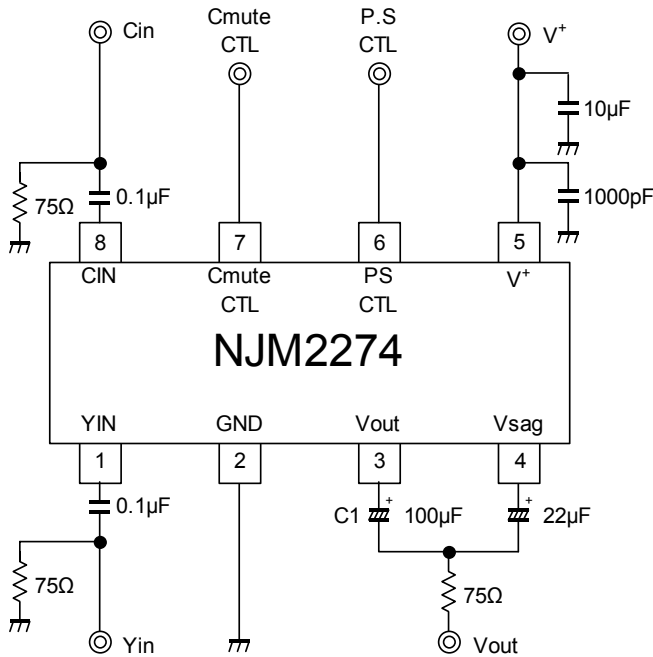 Cin
Cmute
CTL
P.S
CTL
V+
10µF
75Ω
0.1µF
1000pF
8
7
6
5
CIN
Cmute
CTL
PS
CTL
V+
NJM2274
YIN
GND
Vout
Vsag
1
2
3
4
0.1µF
C1
+
100µF
+
22µF
75Ω
75Ω
Yin
Vout